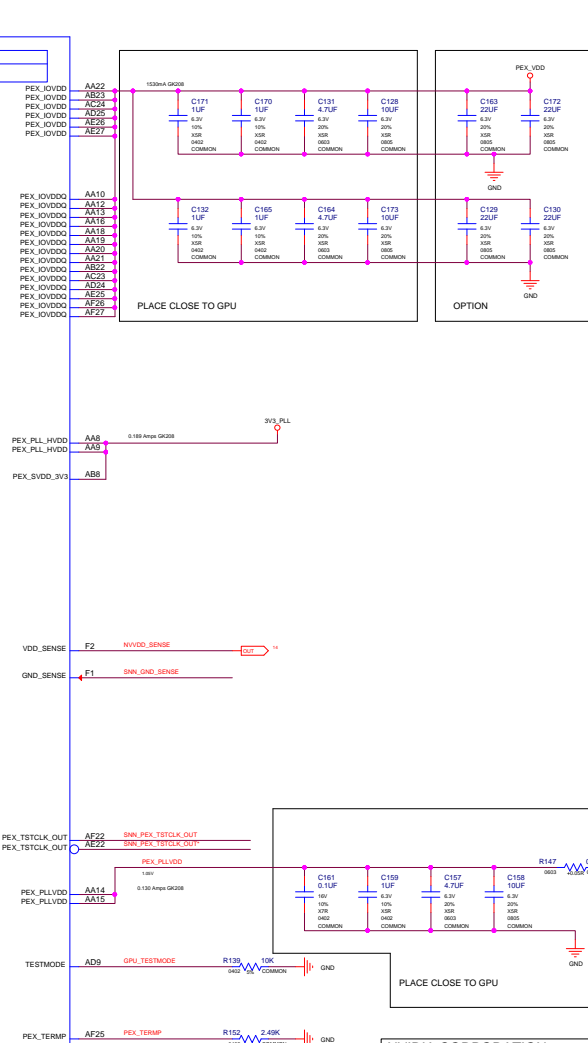 PEX_VDD
1530mA GK208
PEX_IOVDD AA22
PEX_IOVDD AB23
PEX_IOVDD AC24
PEX_IOVDD AD25
PEX_IOVDD AE26
PEX_IOVDD AE27
C171 C170 C131 C128 C163 C172
1UF 1UF 4.7UF 10UF 22UF 22UF
6.3V 6.3V 6.3V 6.3V 6.3V 6.3V
10% 10% 20% 20% 20% 20%
X5R X5R X5R X5R X5R X5R
0402 0402 0603 0805 0805 0805
COMMON COMMON COMMON COMMON COMMON COMMON
GND
PEX_IOVDDQ AA10
PEX_IOVDDQ AA12
PEX_IOVDDQ AA13
PEX_IOVDDQ AA16
PEX_IOVDDQ AA18
PEX_IOVDDQ AA19
PEX_IOVDDQ AA20
PEX_IOVDDQ AA21
PEX_IOVDDQ AB22
PEX_IOVDDQ AC23
PEX_IOVDDQ AD24
PEX_IOVDDQ AE25
PEX_IOVDDQ AF26
PEX_IOVDDQ AF27
C132 C165 C164 C173 C129 C130
1UF 1UF 4.7UF 10UF 22UF 22UF
6.3V 6.3V 6.3V 6.3V 6.3V 6.3V
10% 10% 20% 20% 20% 20%
X5R X5R X5R X5R X5R X5R
0402 0402 0603 0805 0805 0805
COMMON COMMON COMMON COMMON COMMON COMMON
GND
PLACE CLOSE TO GPU OPTION
3V3_PLL
PEX_PLL_HVDD AA8 0.189 Amps GK208
PEX_PLL_HVDD AA9
PEX_SVDD_3V3 AB8
VDD_SENSE F2 NVVDD_SENSE OUT
GND_SENSE F1 SNN_GND_SENSE
PEX_TSTCLK_OUT AF22 SNN_PEX_TSTCLK_OUT
PEX_TSTCLK_OUT AE22 SNN_PEX_TSTCLK_OUT*
PEX_PLLVDD
1.05V
PEX_PLLVDD AA14 0.130 Amps GK208
PEX_PLLVDD AA15
R147
0603 +0.05R
C161 C159 C157 C158
0.1UF 1UF 4.7UF 10UF
16V 6.3V 6.3V 6.3V
10% 10% 20% 20%
X7R X5R X5R X5R
0402 0402 0603 0805
COMMON COMMON COMMON COMMON
GND
TESTMODE AD9 GPU_TESTMODE R139 10K
0402 5% COMMON GND
PLACE CLOSE TO GPU
PEX_TERMP AF25 PEX_TERMP R152 2.49K
GND